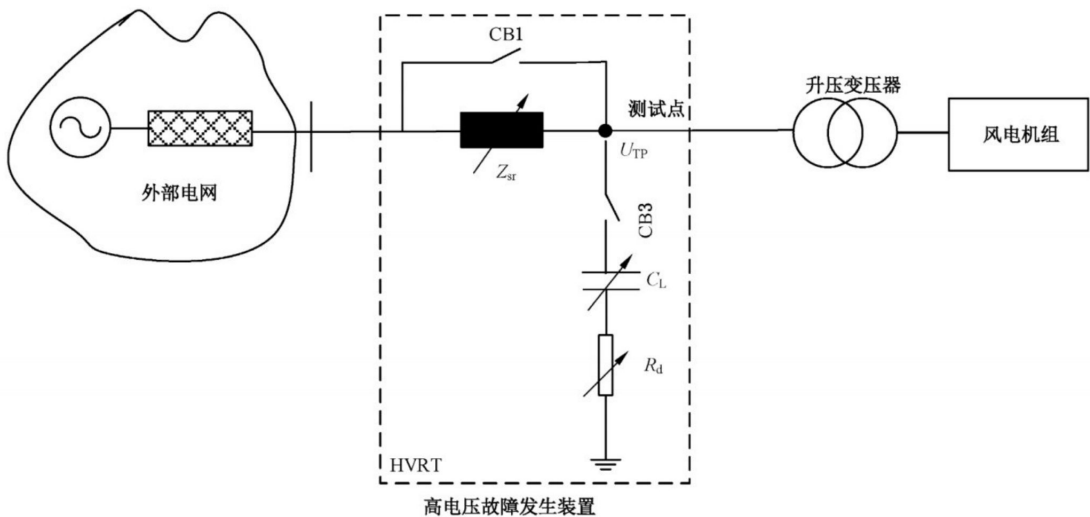 CB1
升压变压器
测试点
风电机组
U_TP
Z_sr
外部电网
CB3
C_L
R_d
HVRT
高电压故障发生装置